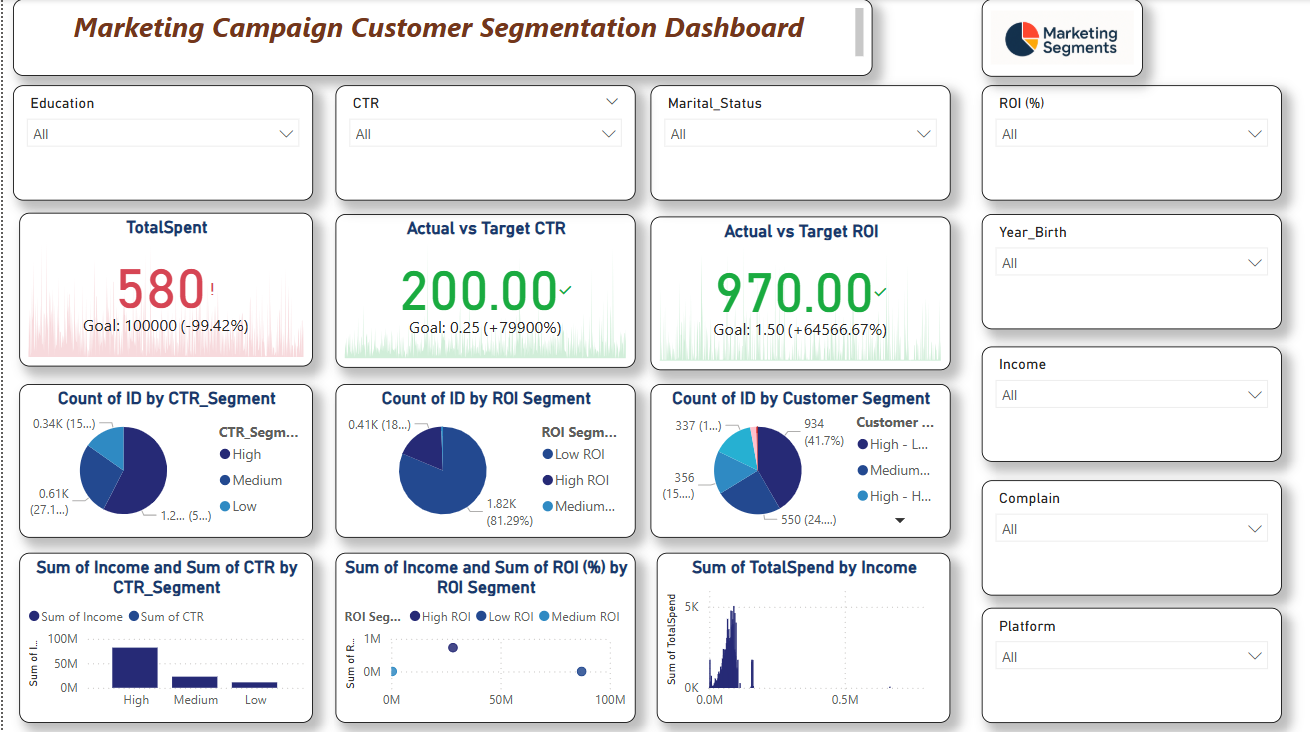 Marketing Campaign Customer Segmentation Dashboard
Marketing
Segments
Education
All
CTR
All
Marital_Status
All
ROI (%)
All
TotalSpent
580!
Goal: 100000 (-99.42%)
Actual vs Target CTR
200.00
Goal: 0.25 (+79900%)
Actual vs Target ROI
970.00
Goal: 1.50 (+64566.67%)
Year_Birth
All
Income
All
Count of ID by CTR_Segment
0.34K (15...)
0.61K
(27.1...)
1.2... (5...)
CTR_Segm...
High
Medium
Low
Count of ID by ROI Segment
0.41K (18...)
1.82K
(81.29%)
ROI Segm...
Low ROI
High ROI
Medium...
Count of ID by Customer Segment
337 (1...)
934
(41.7%)
356
(15....)
550 (24....)
Customer ...
High - L...
Medium...
High - H...
Complain
All
Sum of Income and Sum of CTR by
CTR_Segment
Sum of Income
Sum of CTR
Sum of I...
100M
50M
0M
High
Medium
Low
Sum of Income and Sum of ROI (%) by
ROI Segment
ROI Seg...
High ROI
Low ROI
Medium ROI
Sum of R...
1M
0M
0M
50M
100M
Sum of TotalSpend by Income
Sum of TotalSpend
5K
0K
0.0M
0.5M
Platform
All